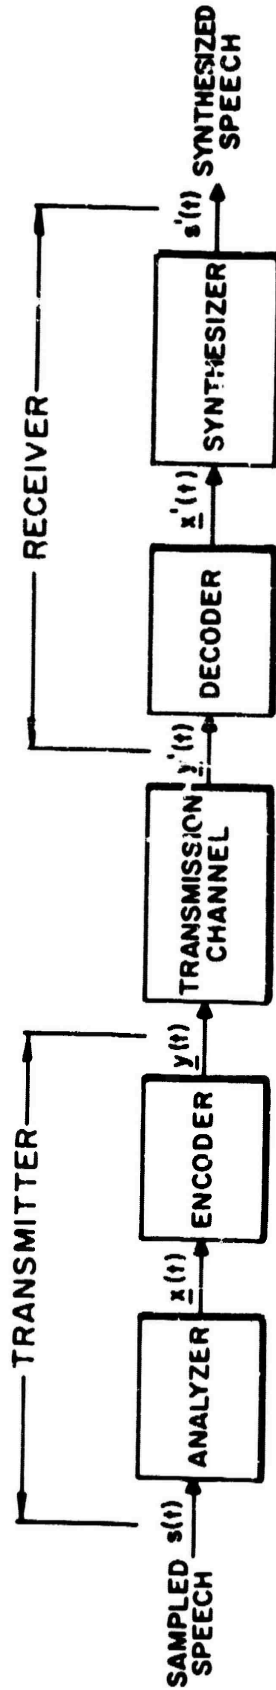 TRANSMITTER
RECEIVER
SAMPLED
SPEECH
s(t)
ANALYZER
x(t)
ENCODER
y(t)
TRANSMISSION
CHANNEL
y'(t)
DECODER
x'(t)
SYNTHESIZER
s'(t)
SYNTHESIZED
SPEECH